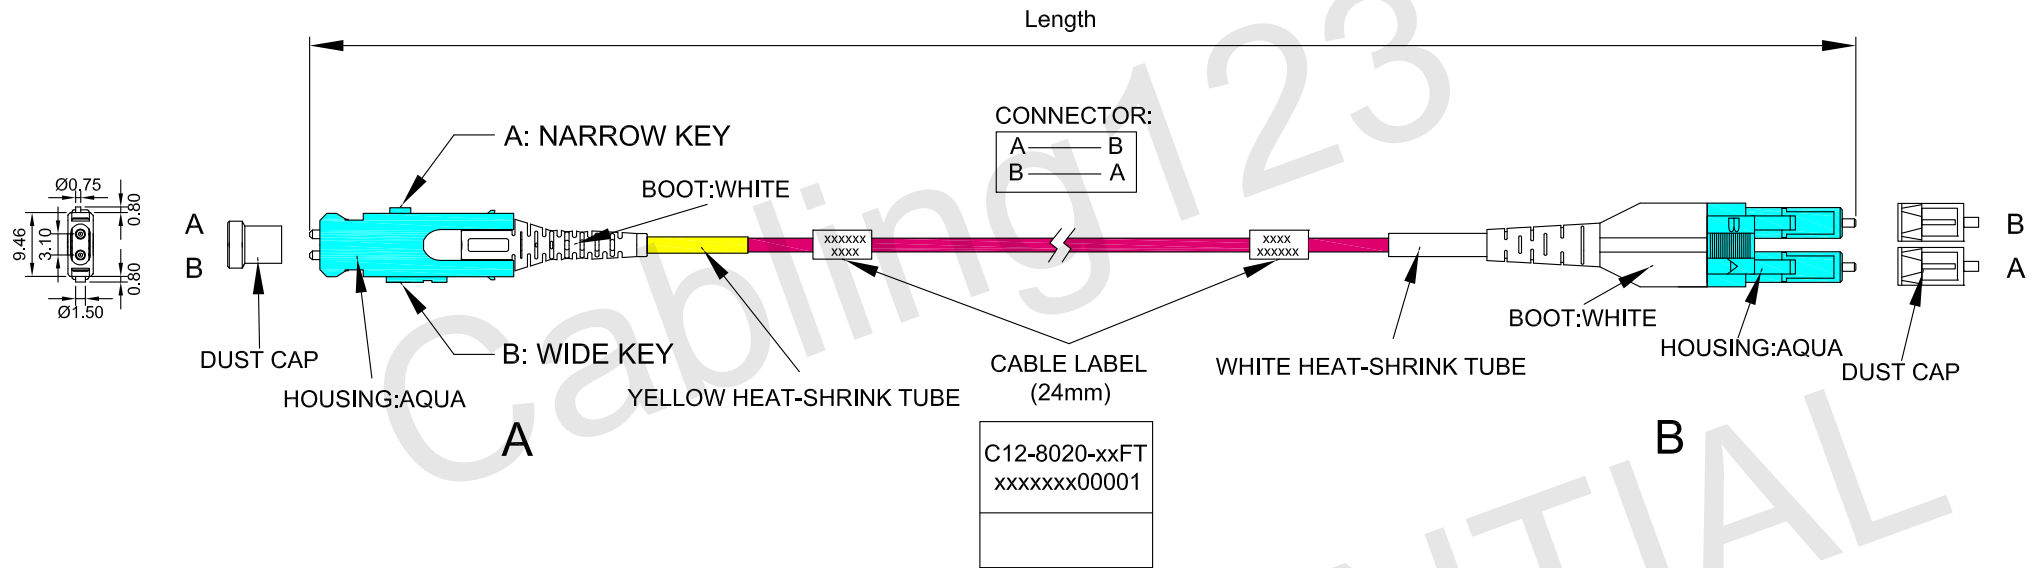 Length
CONNECTOR:
A B
B A
A: NARROW KEY
BOOT:WHITE
Ø0.75
0.80
9.46
3.10
0.80
Ø1.50
A
B
xxxxxx
xxxx
xxxx
xxxxxx
B
A
B
A
DUST CAP
HOUSING:AQUA
B: WIDE KEY
YELLOW HEAT-SHRINK TUBE
CABLE LABEL
(24mm)
WHITE HEAT-SHRINK TUBE
BOOT:WHITE
HOUSING:AQUA
DUST CAP
A
B
C12-8020-xxFT
xxxxxxx00001
Cabling123